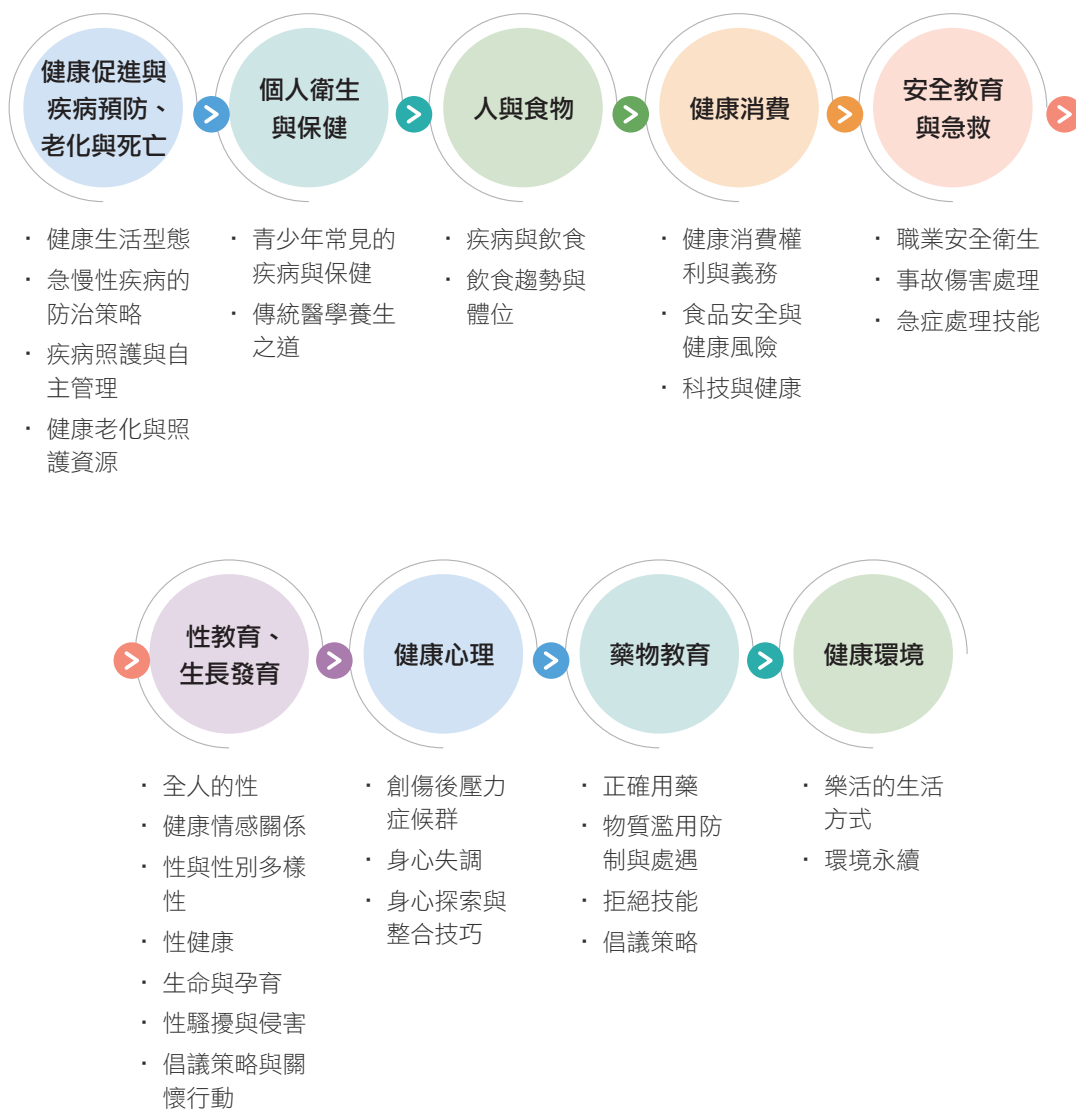 健康促進與
疾病預防、
老化與死亡
· 健康生活型態
· 急慢性疾病的
防治策略
· 疾病照護與自
主管理
· 健康老化與照
護資源
個人衛生
與保健
· 青少年常見的
疾病與保健
· 傳統醫學養生
之道
人與食物
· 疾病與飲食
· 飲食趨勢與
體位
健康消費
· 健康消費權
利與義務
· 食品安全與
健康風險
· 科技與健康
安全教育
與急救
· 職業安全衛生
· 事故傷害處理
· 急症處理技能
性教育、
生長發育
· 全人的性
· 健康情感關係
· 性與性別多樣
性
· 性健康
· 生命與孕育
· 性騷擾與侵害
· 倡議策略與關
懷行動
健康心理
· 創傷後壓力
症候群
· 身心失調
· 身心探索與
整合技巧
藥物教育
· 正確用藥
· 物質濫用防
制與處遇
· 拒絕技能
· 倡議策略
健康環境
· 樂活的生活
方式
· 環境永續